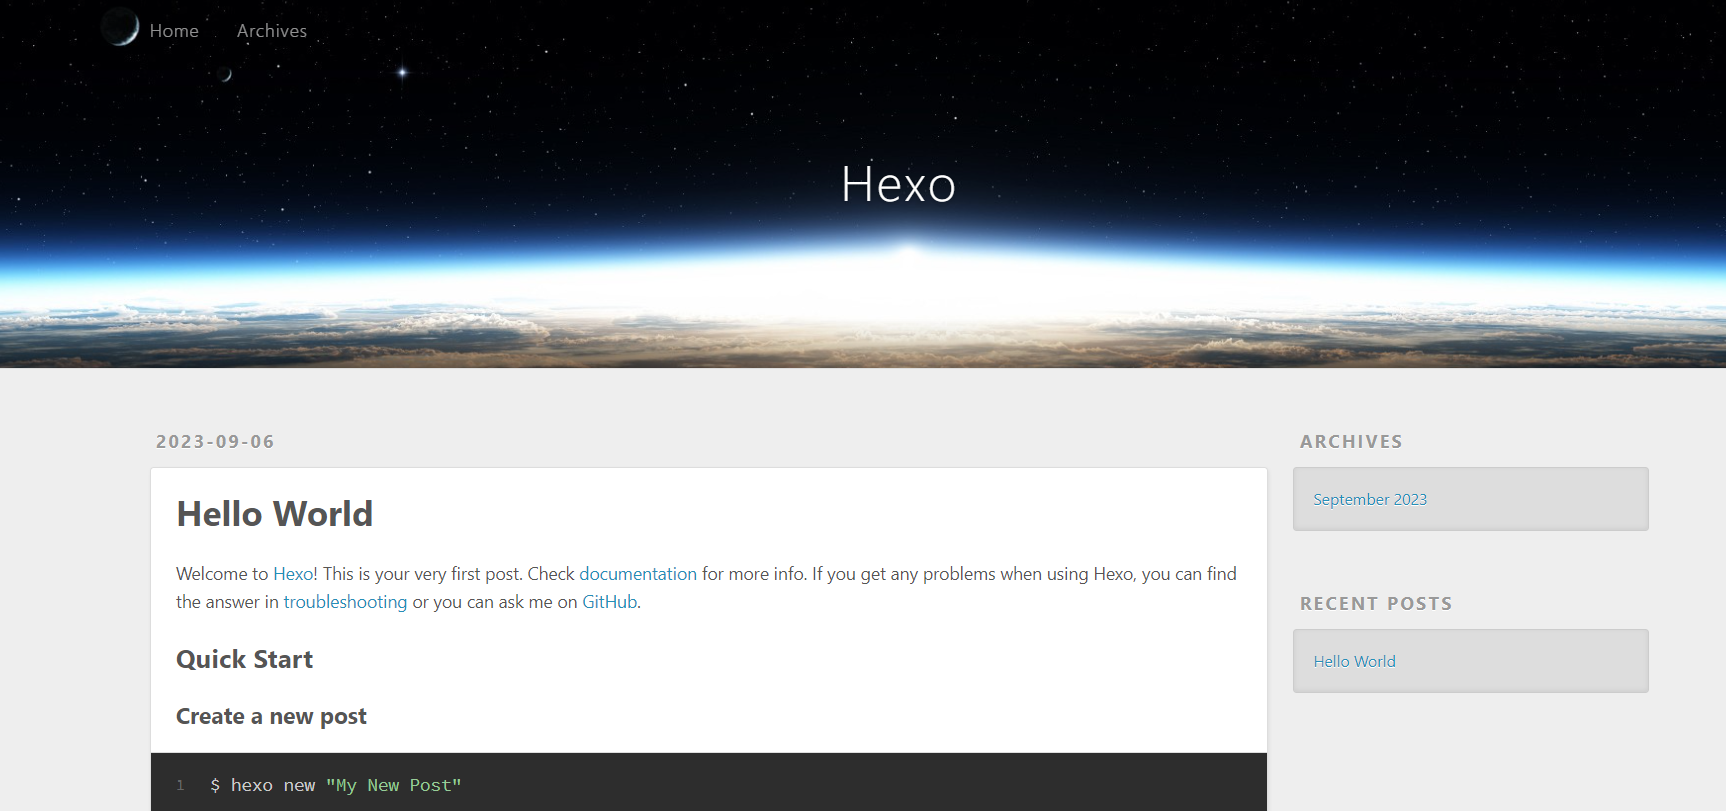 Home Archives
Hexo
2023-09-06
Hello World
Welcome to Hexo! This is your very first post. Check documentation for more info. If you get any problems when using Hexo, you can find
the answer in troubleshooting or you can ask me on GitHub.
Quick Start
Create a new post
1 $ hexo new "My New Post"
ARCHIVES
September 2023
RECENT POSTS
Hello World